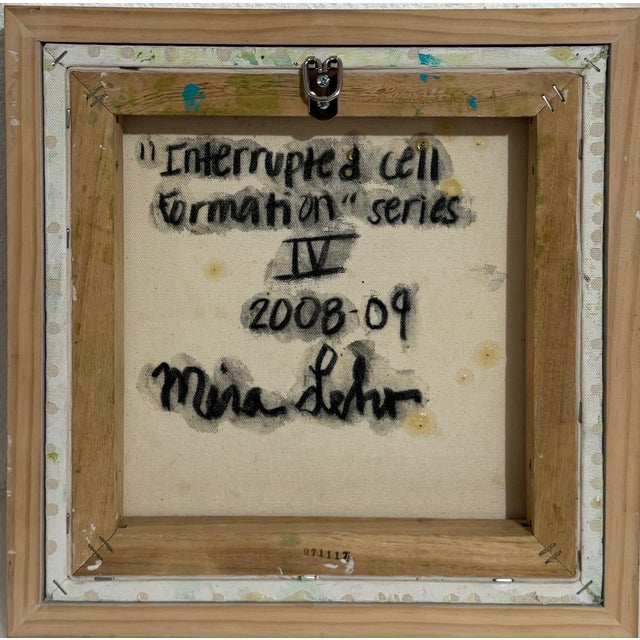 "Interrupted cell
Formation" series
IV
2008-09
Mira Lehr
071117